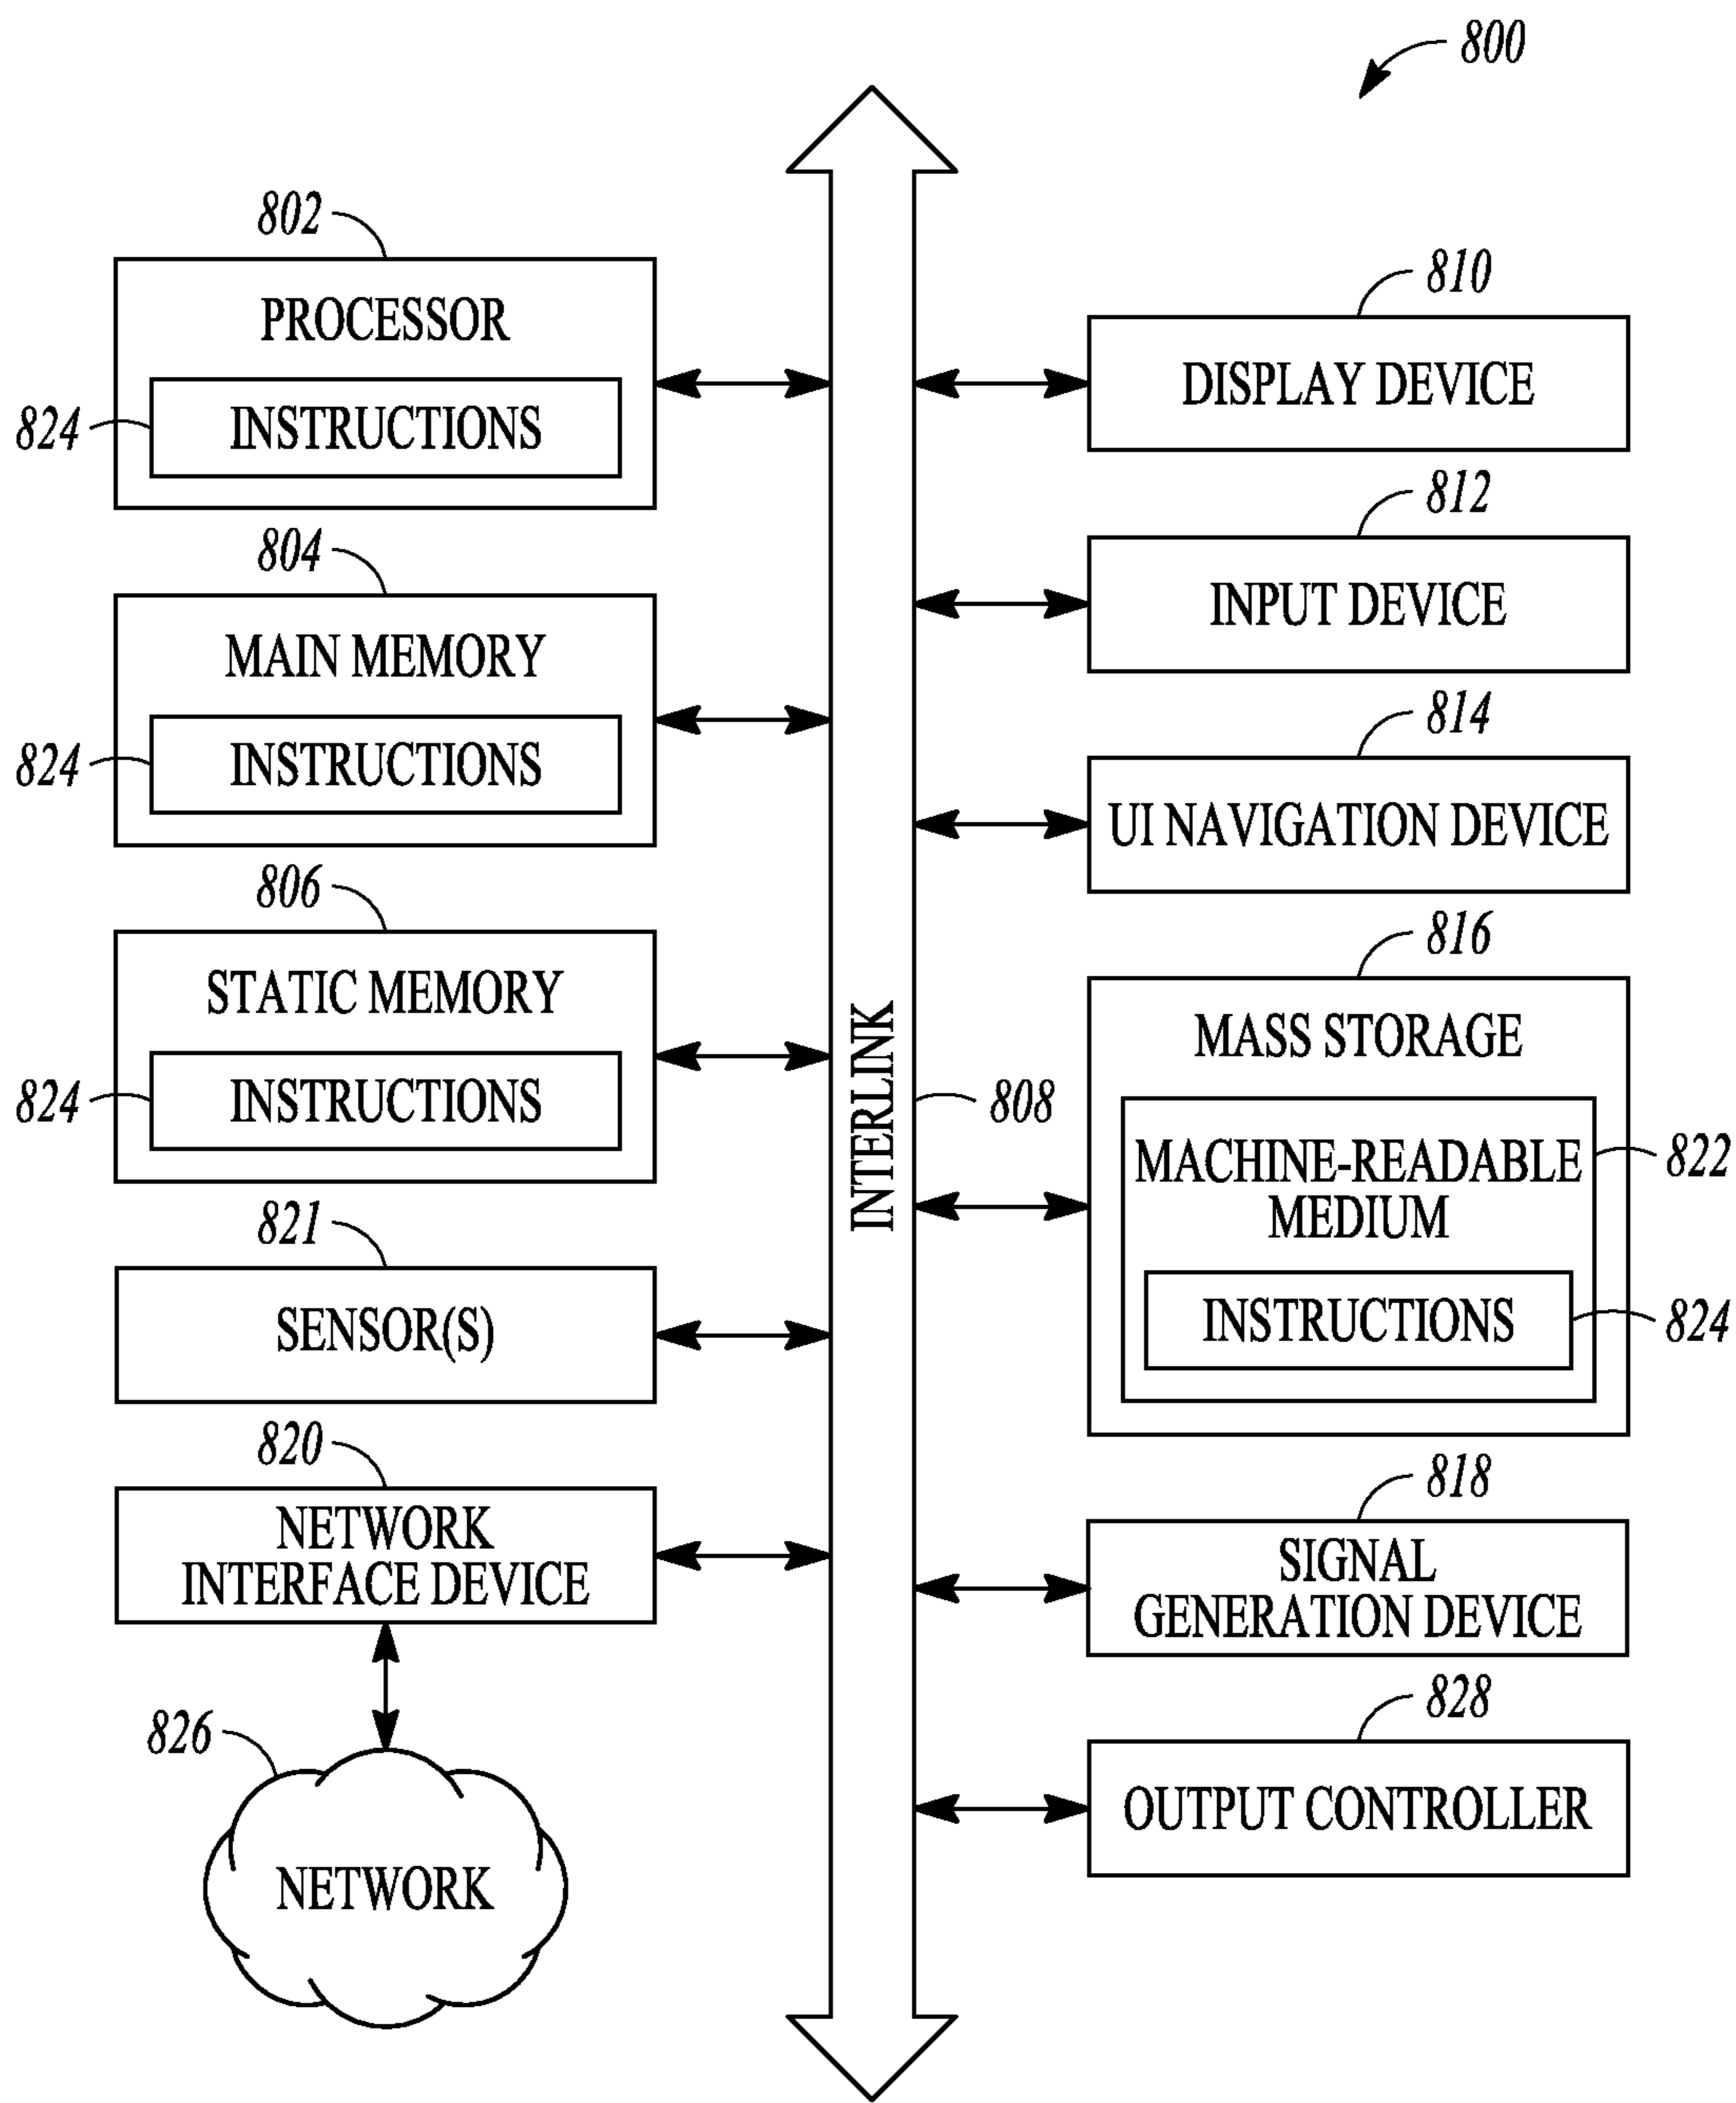 800
802
PROCESSOR
824
INSTRUCTIONS
804
MAIN MEMORY
824
INSTRUCTIONS
806
STATIC MEMORY
824
INSTRUCTIONS
821
SENSOR(S)
820
NETWORK
INTERFACE DEVICE
826
NETWORK
INTERLINK
808
810
DISPLAY DEVICE
812
INPUT DEVICE
814
UI NAVIGATION DEVICE
816
MASS STORAGE
MACHINE-READABLE
MEDIUM
822
INSTRUCTIONS
824
818
SIGNAL
GENERATION DEVICE
828
OUTPUT CONTROLLER